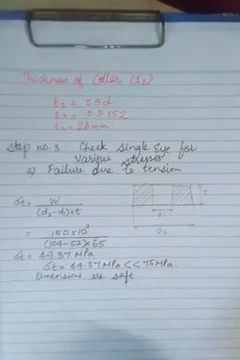 Thickness of Coller (t2)
t2 = 0.5d
t2 = 0.5×52
t2 = 26 mm
Step no. 3 : Check Single Eye for
various stresses
a) Failure due to tension
σt = W
(d2-d1)×t
= 150×10³
(104-52)×65
σt = 44.37 MPa
∴ σt = 44.37 MPa << 75 MPa
Dimensions are safe